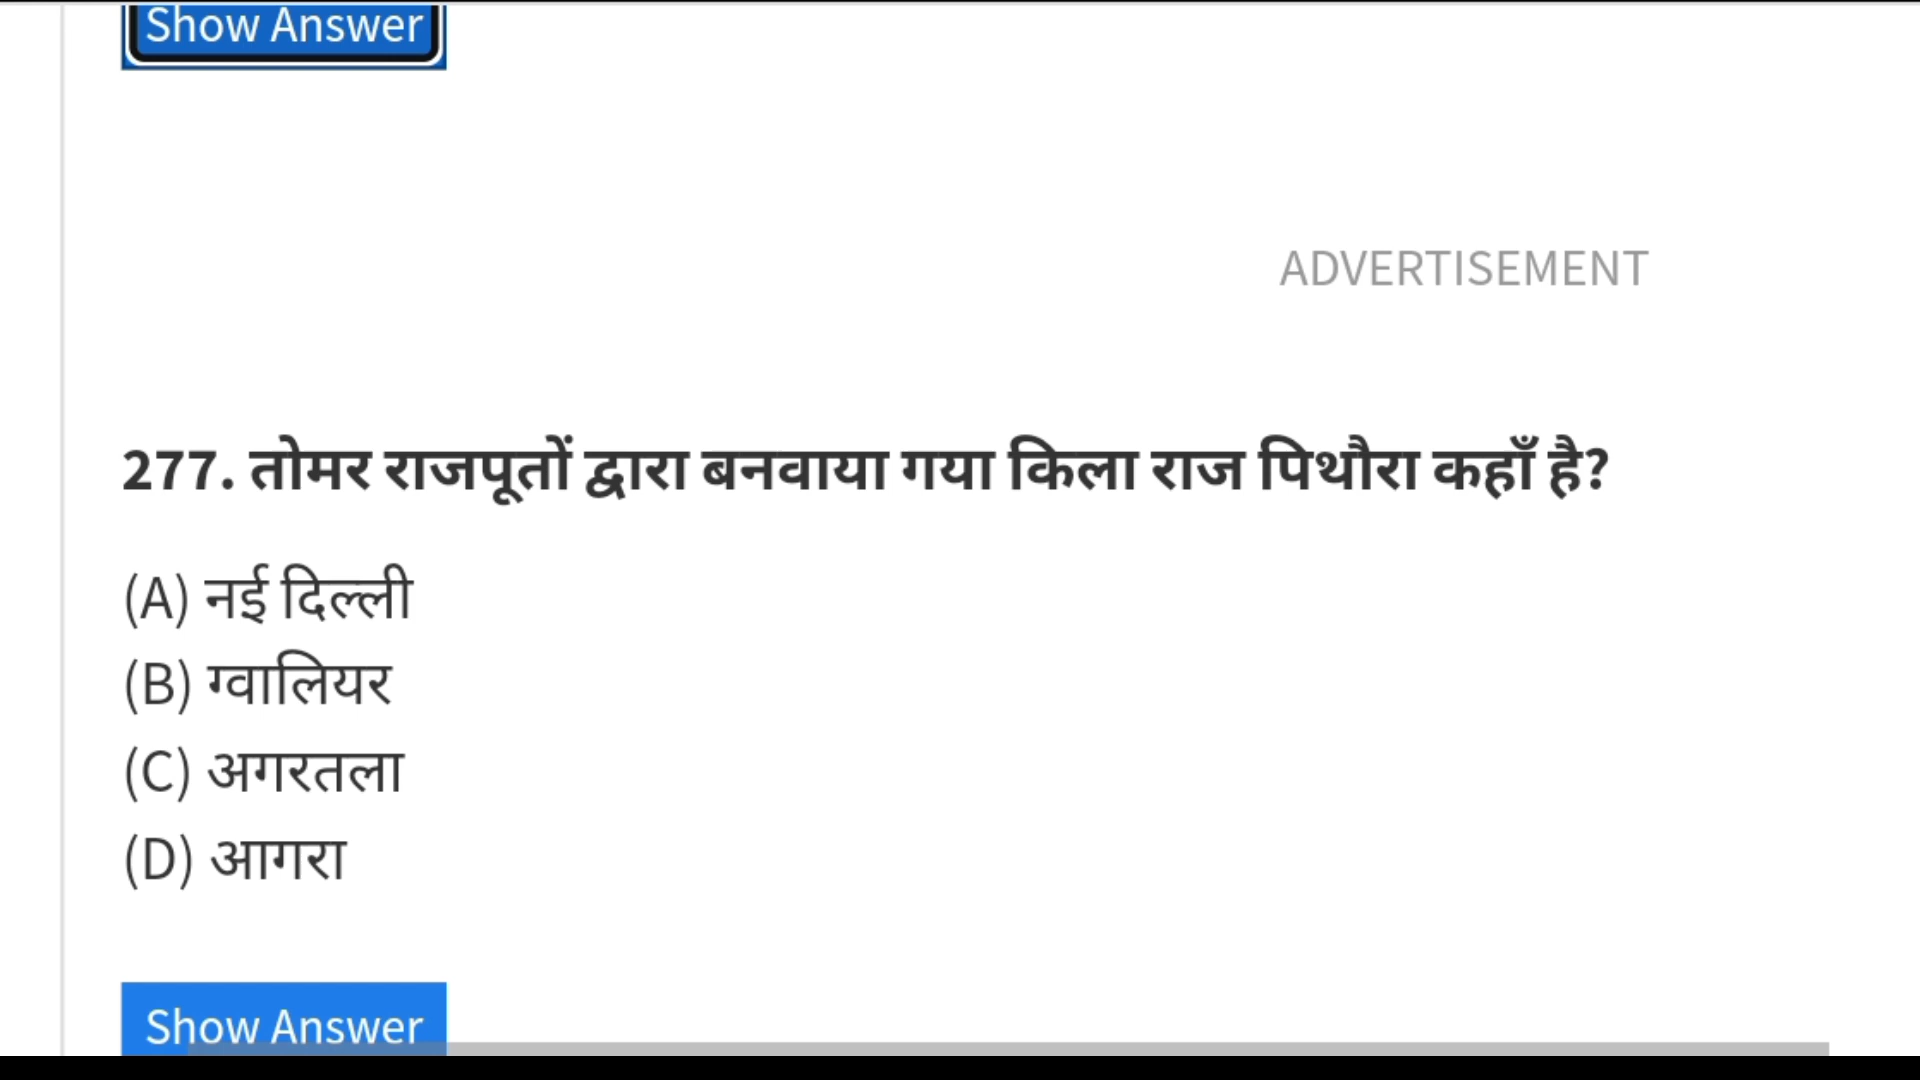 Show Answer
ADVERTISEMENT
277. तोमर राजपूतों द्वारा बनवाया गया किला राज पिथौरा कहाँ है?
(A) नई दिल्ली
(B) ग्वालियर
(C) अगरतला
(D) आगरा
Show Answer